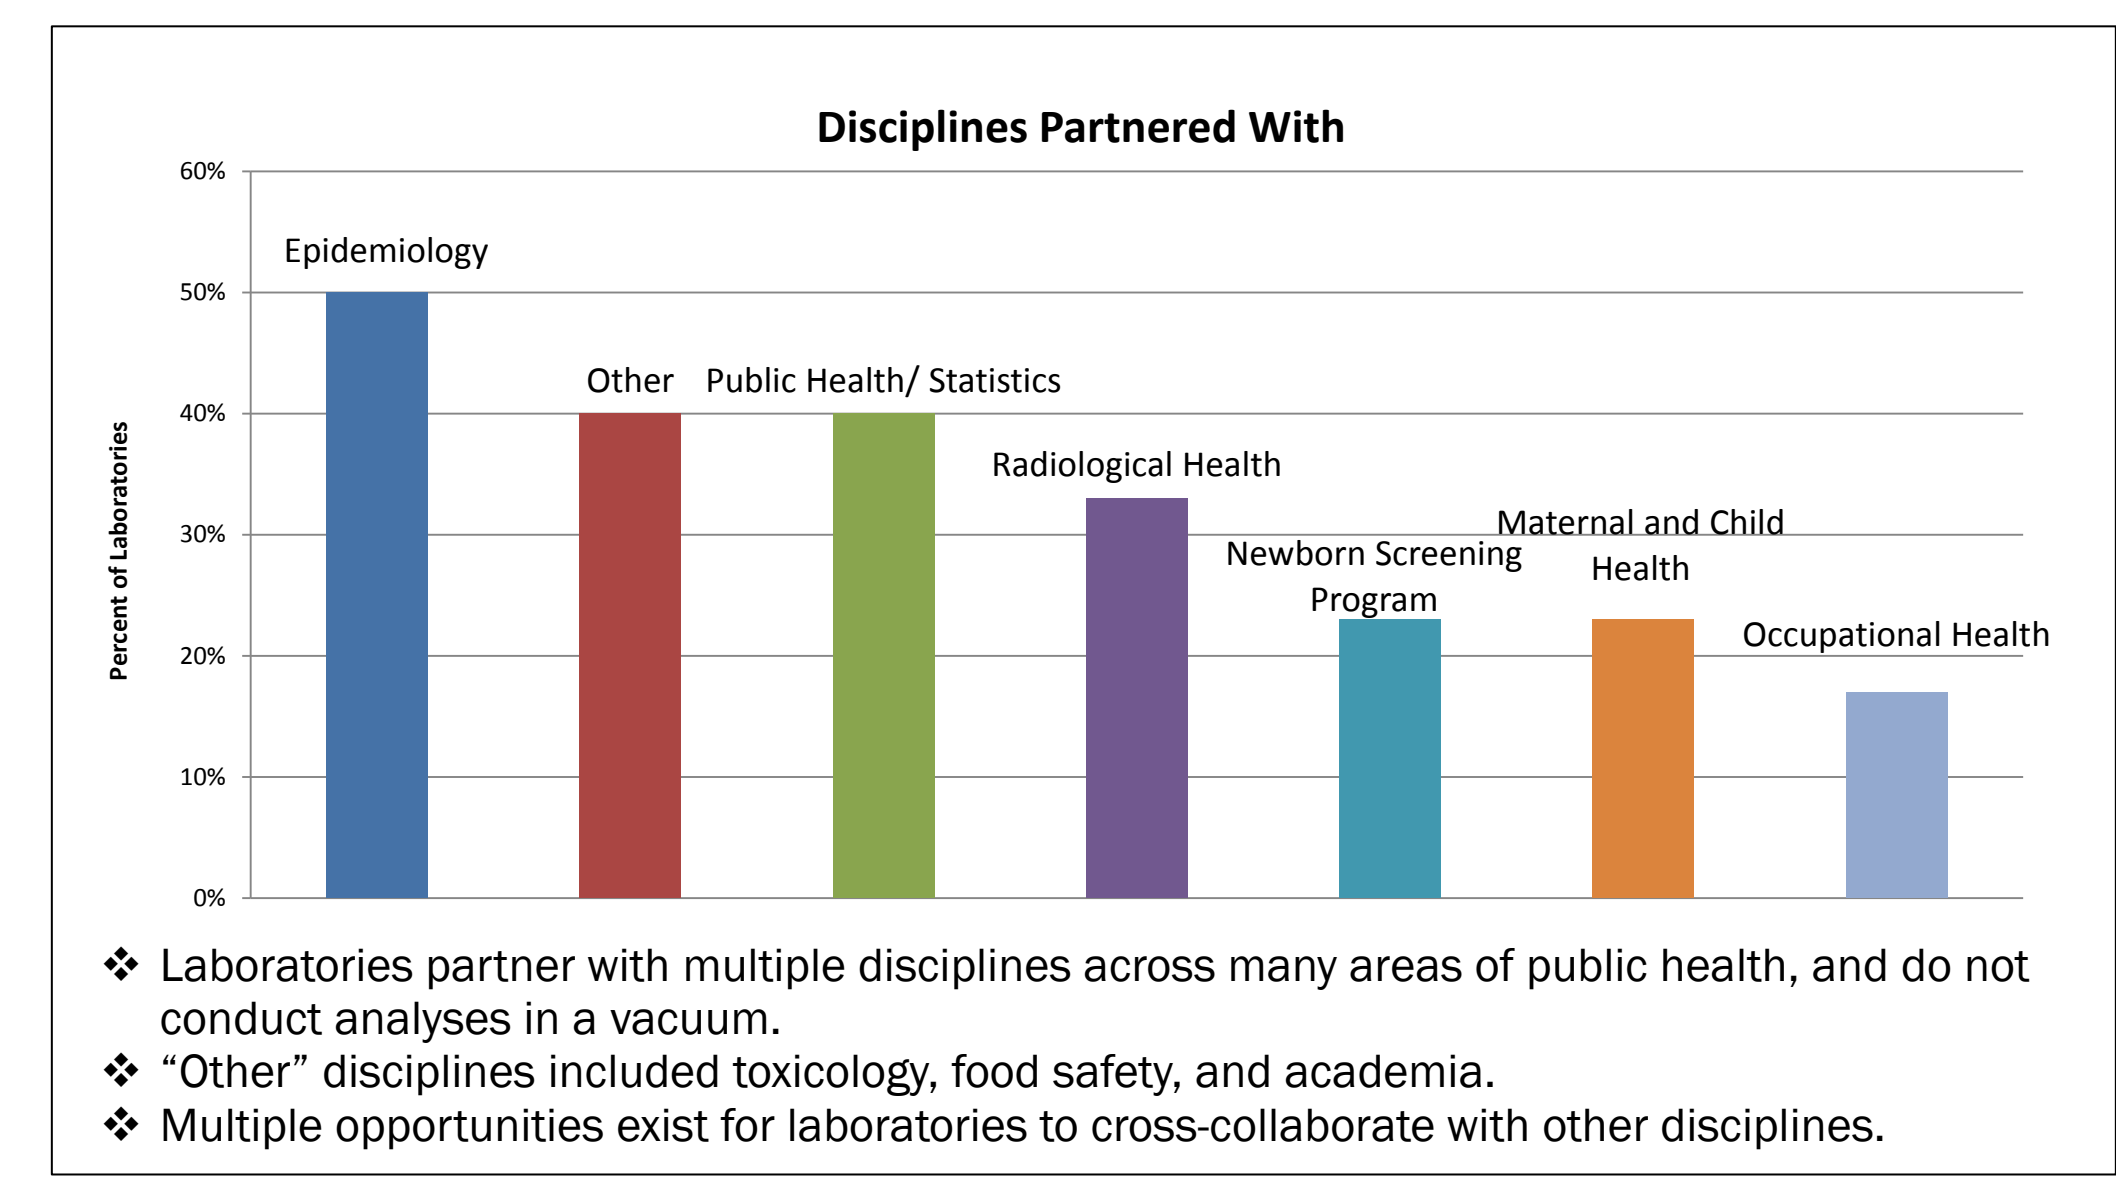 Disciplines Partnered With
60%
50%
40%
30%
20%
10%
0%
Percent of Laboratories
Epidemiology
Other
Public Health/ Statistics
Radiological Health
Newborn Screening
Program
Maternal and Child
Health
Occupational Health
❖ Laboratories partner with multiple disciplines across many areas of public health, and do not
conduct analyses in a vacuum.
❖ “Other” disciplines included toxicology, food safety, and academia.
❖ Multiple opportunities exist for laboratories to cross-collaborate with other disciplines.